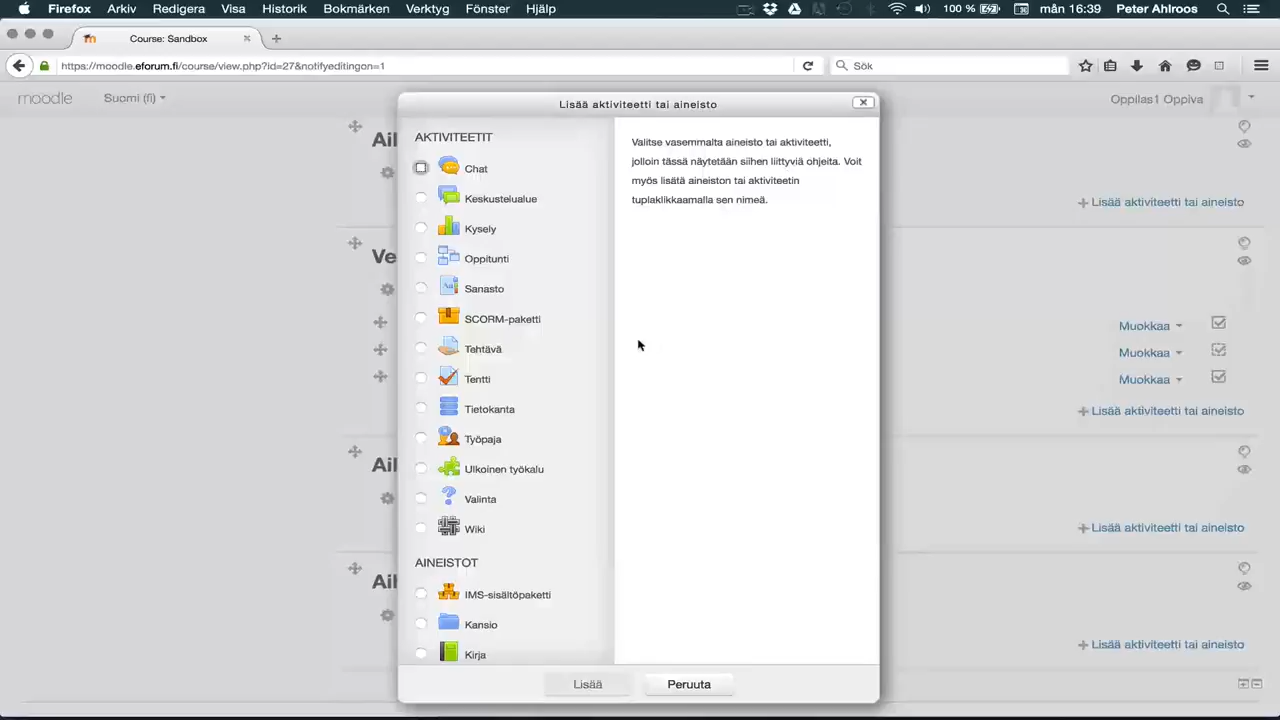 Firefox Arkiv Redigera Visa Historik Bokmärken Verktyg Fönster Hjälp 100 % mån 16:39 Peter Ahlroos
Course: Sandbox
https://moodle.eforum.fi/course/view.php?id=27&notifyeditingon=1
Sök
moodle Suomi (fi) Oppilas1 Oppiva
Lisää aktiviteetti tai aineisto
AKTIVITEETIT
Chat
Keskustelualue
Kysely
Oppitunti
Sanasto
SCORM-paketti
Tehtävä
Tentti
Tietokanta
Työpaja
Ulkoinen työkalu
Valinta
Wiki
AINEISTOT
IMS-sisältöpaketti
Kansio
Kirja
Valitse vasemmalta aineisto tai aktiviteetti,
jolloin tässä näytetään siihen liittyviä ohjeita. Voit
myös lisätä aineiston tai aktiviteetin
tuplaklikkaamalla sen nimeä.
Lisää Peruuta
Lisää aktiviteetti tai aineisto
Ve
Muokkaa
Muokkaa
Muokkaa
Lisää aktiviteetti tai aineisto
Lisää aktiviteetti tai aineisto
Lisää aktiviteetti tai aineisto